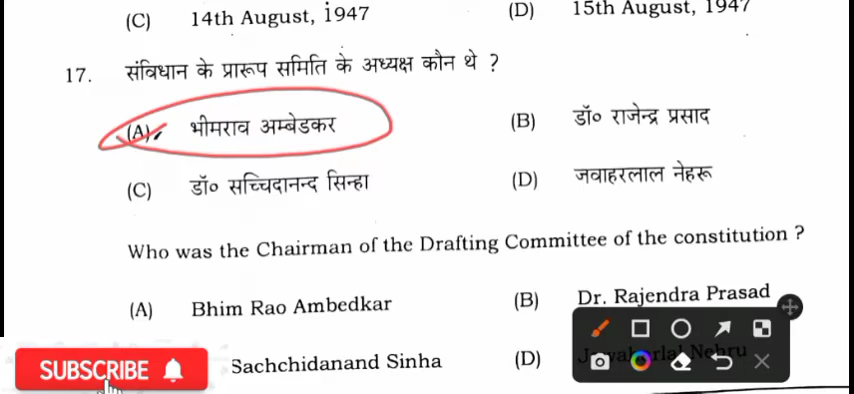 (C) 14th August, 1947 (D) 15th August, 1947
17. संविधान के प्रारूप समिति के अध्यक्ष कौन थे ?
(A) भीमराव अम्बेडकर (B) डॉ० राजेन्द्र प्रसाद
(C) डॉ० सच्चिदानन्द सिन्हा (D) जवाहरलाल नेहरू
Who was the Chairman of the Drafting Committee of the constitution ?
(A) Bhim Rao Ambedkar (B) Dr. Rajendra Prasad
SUBSCRIBE Sachchidanand Sinha (D) Jawaharlal Nehru